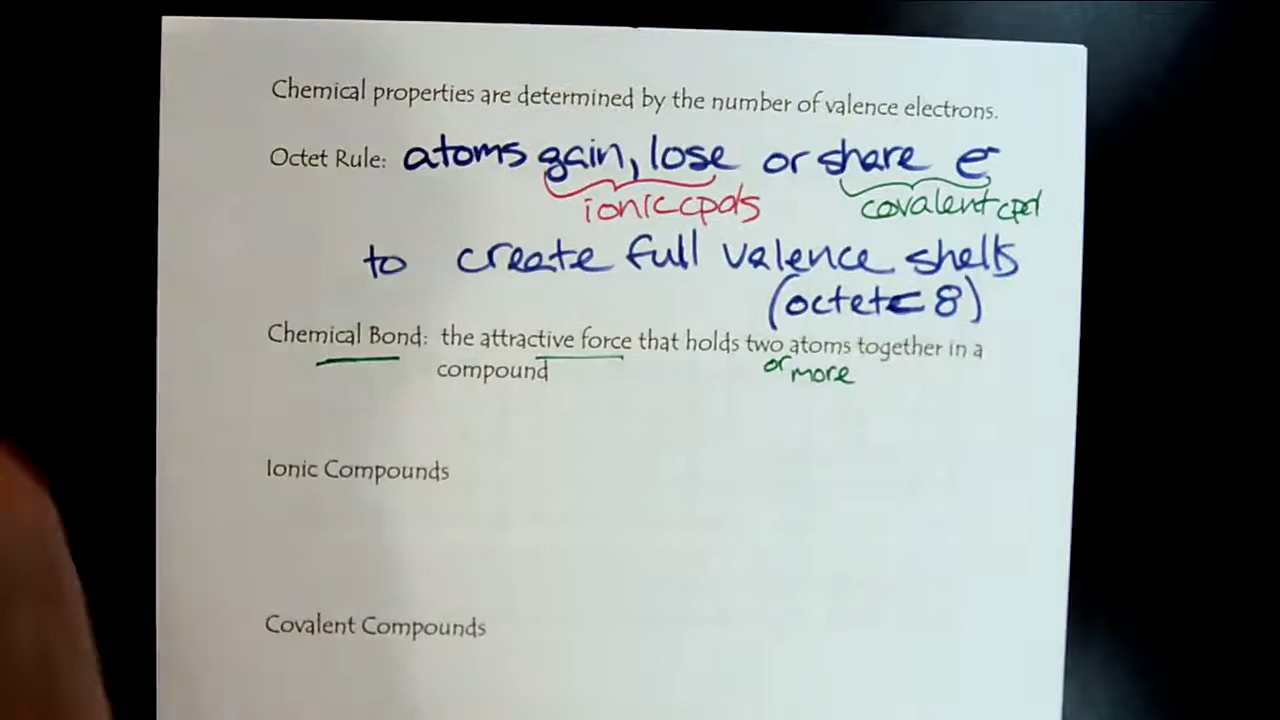 Chemical properties are determined by the number of valence electrons.
Octet Rule: atoms gain, lose or share e⁻
ionic cpds covalent cpd
to create full valence shells
(octet = 8)
Chemical Bond: the attractive force that holds two atoms together in a
or more
compound
Ionic Compounds
Covalent Compounds